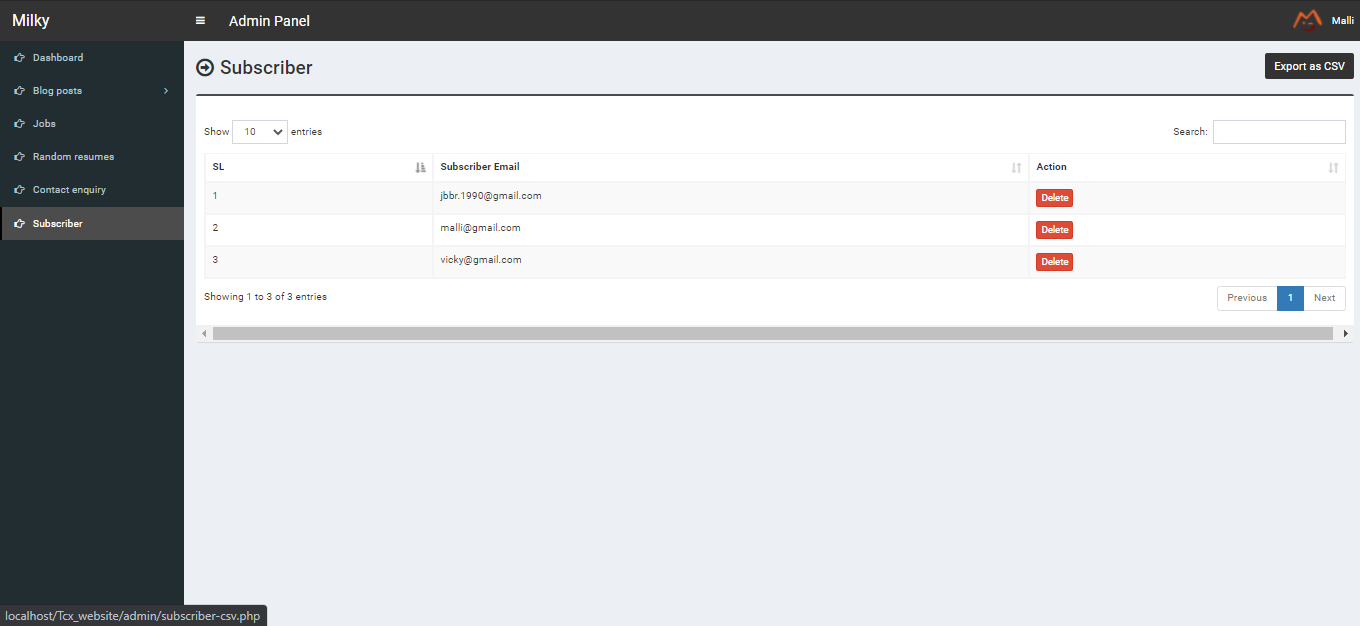 Milky
Admin Panel
Malli
Dashboard
Blog posts
Jobs
Random resumes
Contact enquiry
Subscriber
Subscriber
Export as CSV
Show 10 entries
Search:
SL Subscriber Email Action
1 jbbr.1990@gmail.com Delete
2 malli@gmail.com Delete
3 vicky@gmail.com Delete
Showing 1 to 3 of 3 entries
Previous 1 Next
localhost/Tcx_website/admin/subscriber-csv.php